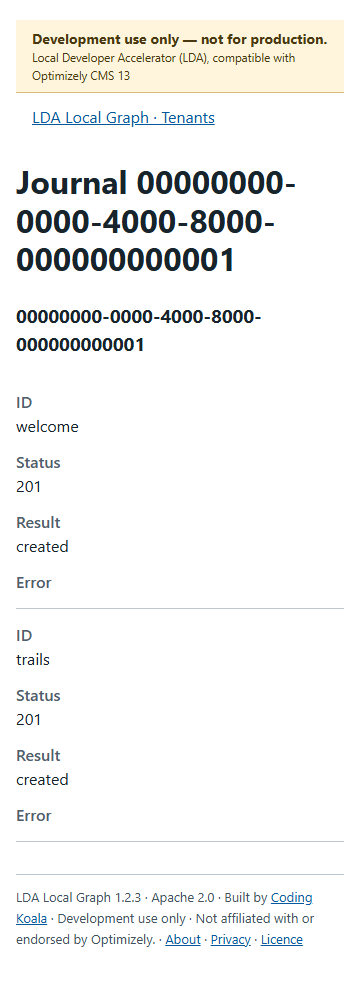 Development use only — not for production.
Local Developer Accelerator (LDA), compatible with
Optimizely CMS 13
LDA Local Graph · Tenants
Journal 00000000-
0000-4000-8000-
000000000001
00000000-0000-4000-8000-
000000000001
ID
welcome
Status
201
Result
created
Error
ID
trails
Status
201
Result
created
Error
LDA Local Graph 1.2.3 · Apache 2.0 · Built by Coding
Koala · Development use only · Not affiliated with or
endorsed by Optimizely. · About · Privacy · Licence